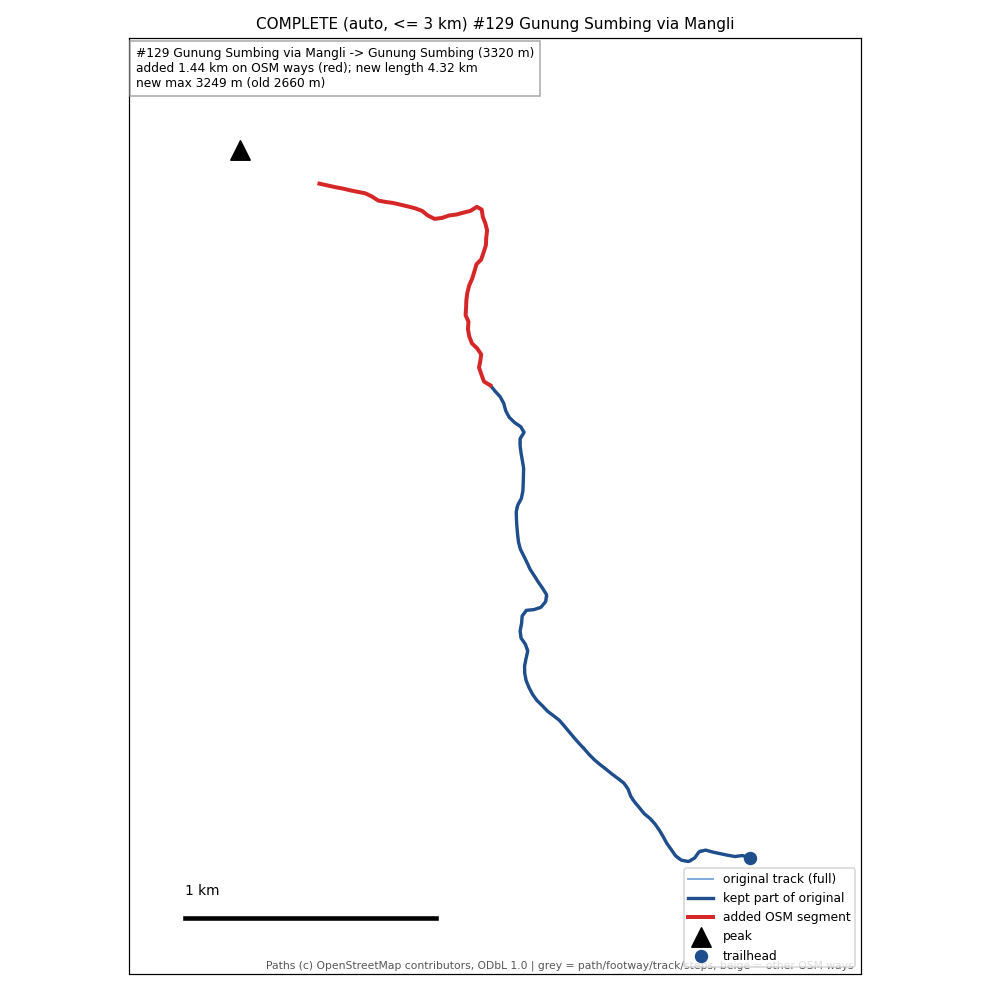 COMPLETE (auto, <= 3 km) #129 Gunung Sumbing via Mangli
#129 Gunung Sumbing via Mangli -> Gunung Sumbing (3320 m)
added 1.44 km on OSM ways (red); new length 4.32 km
new max 3249 m (old 2660 m)
1 km
original track (full)
kept part of original
added OSM segment
peak
trailhead
Paths (c) OpenStreetMap contributors, ODbL 1.0 | grey = path/footway/track/steps, beige = other OSM ways